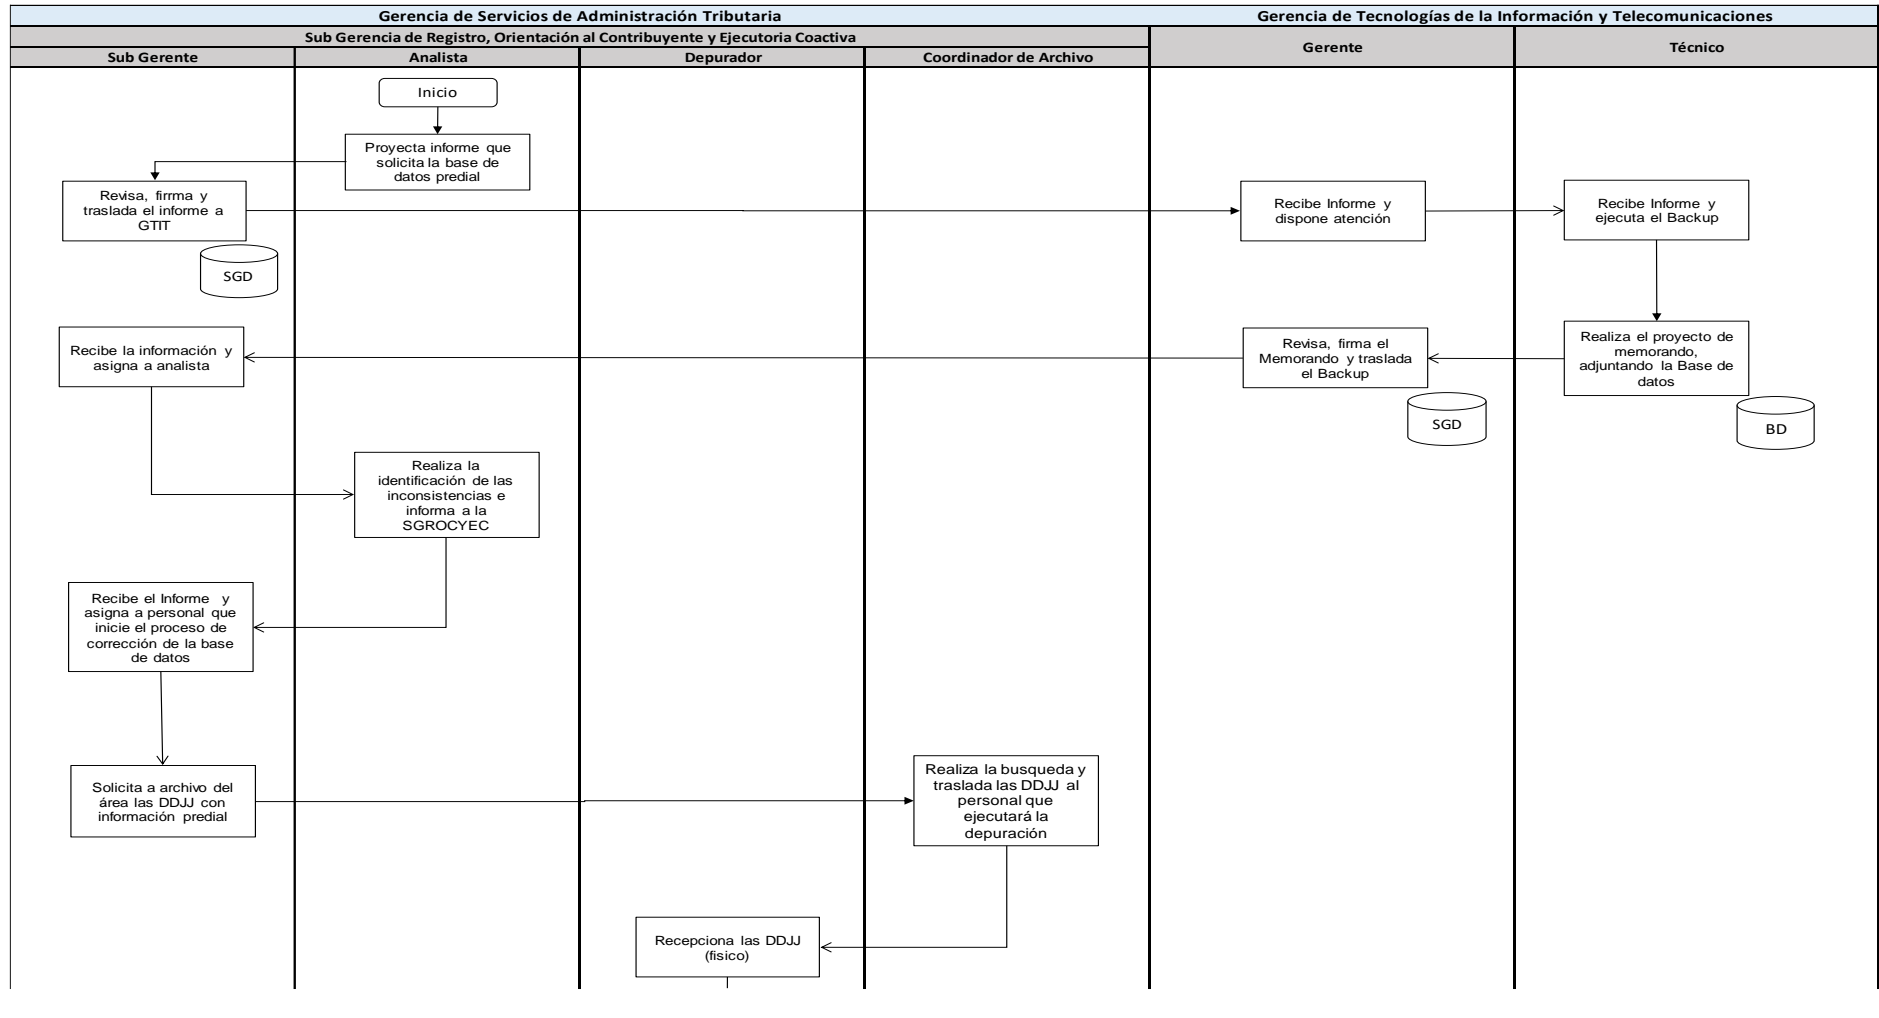 Gerencia de Servicios de Administración Tributaria
Gerencia de Tecnologías de la Información y Telecomunicaciones
Sub Gerencia de Registro, Orientación al Contribuyente y Ejecutoria Coactiva
Gerente
Técnico
Sub Gerente
Analista
Depurador
Coordinador de Archivo
Inicio
Proyecta informe que
solicita la base de
datos predial
Revisa, firrma y
traslada el informe a
GTIT
SGD
Recibe Informe y
dispone atención
Recibe Informe y
ejecuta el Backup
Realiza el proyecto de
memorando,
adjuntando la Base de
datos
BD
Revisa, firma el
Memorando y traslada
el Backup
SGD
Recibe la información y
asigna a analista
Realiza la
identificación de las
inconsistencias e
informa a la
SGROCYEC
Recibe el Informe y
asigna a personal que
inicie el proceso de
corrección de la base
de datos
Solicita a archivo del
área las DDJJ con
información predial
Realiza la busqueda y
traslada las DDJJ al
personal que
ejecutará la
depuración
Recepciona las DDJJ
(fisico)